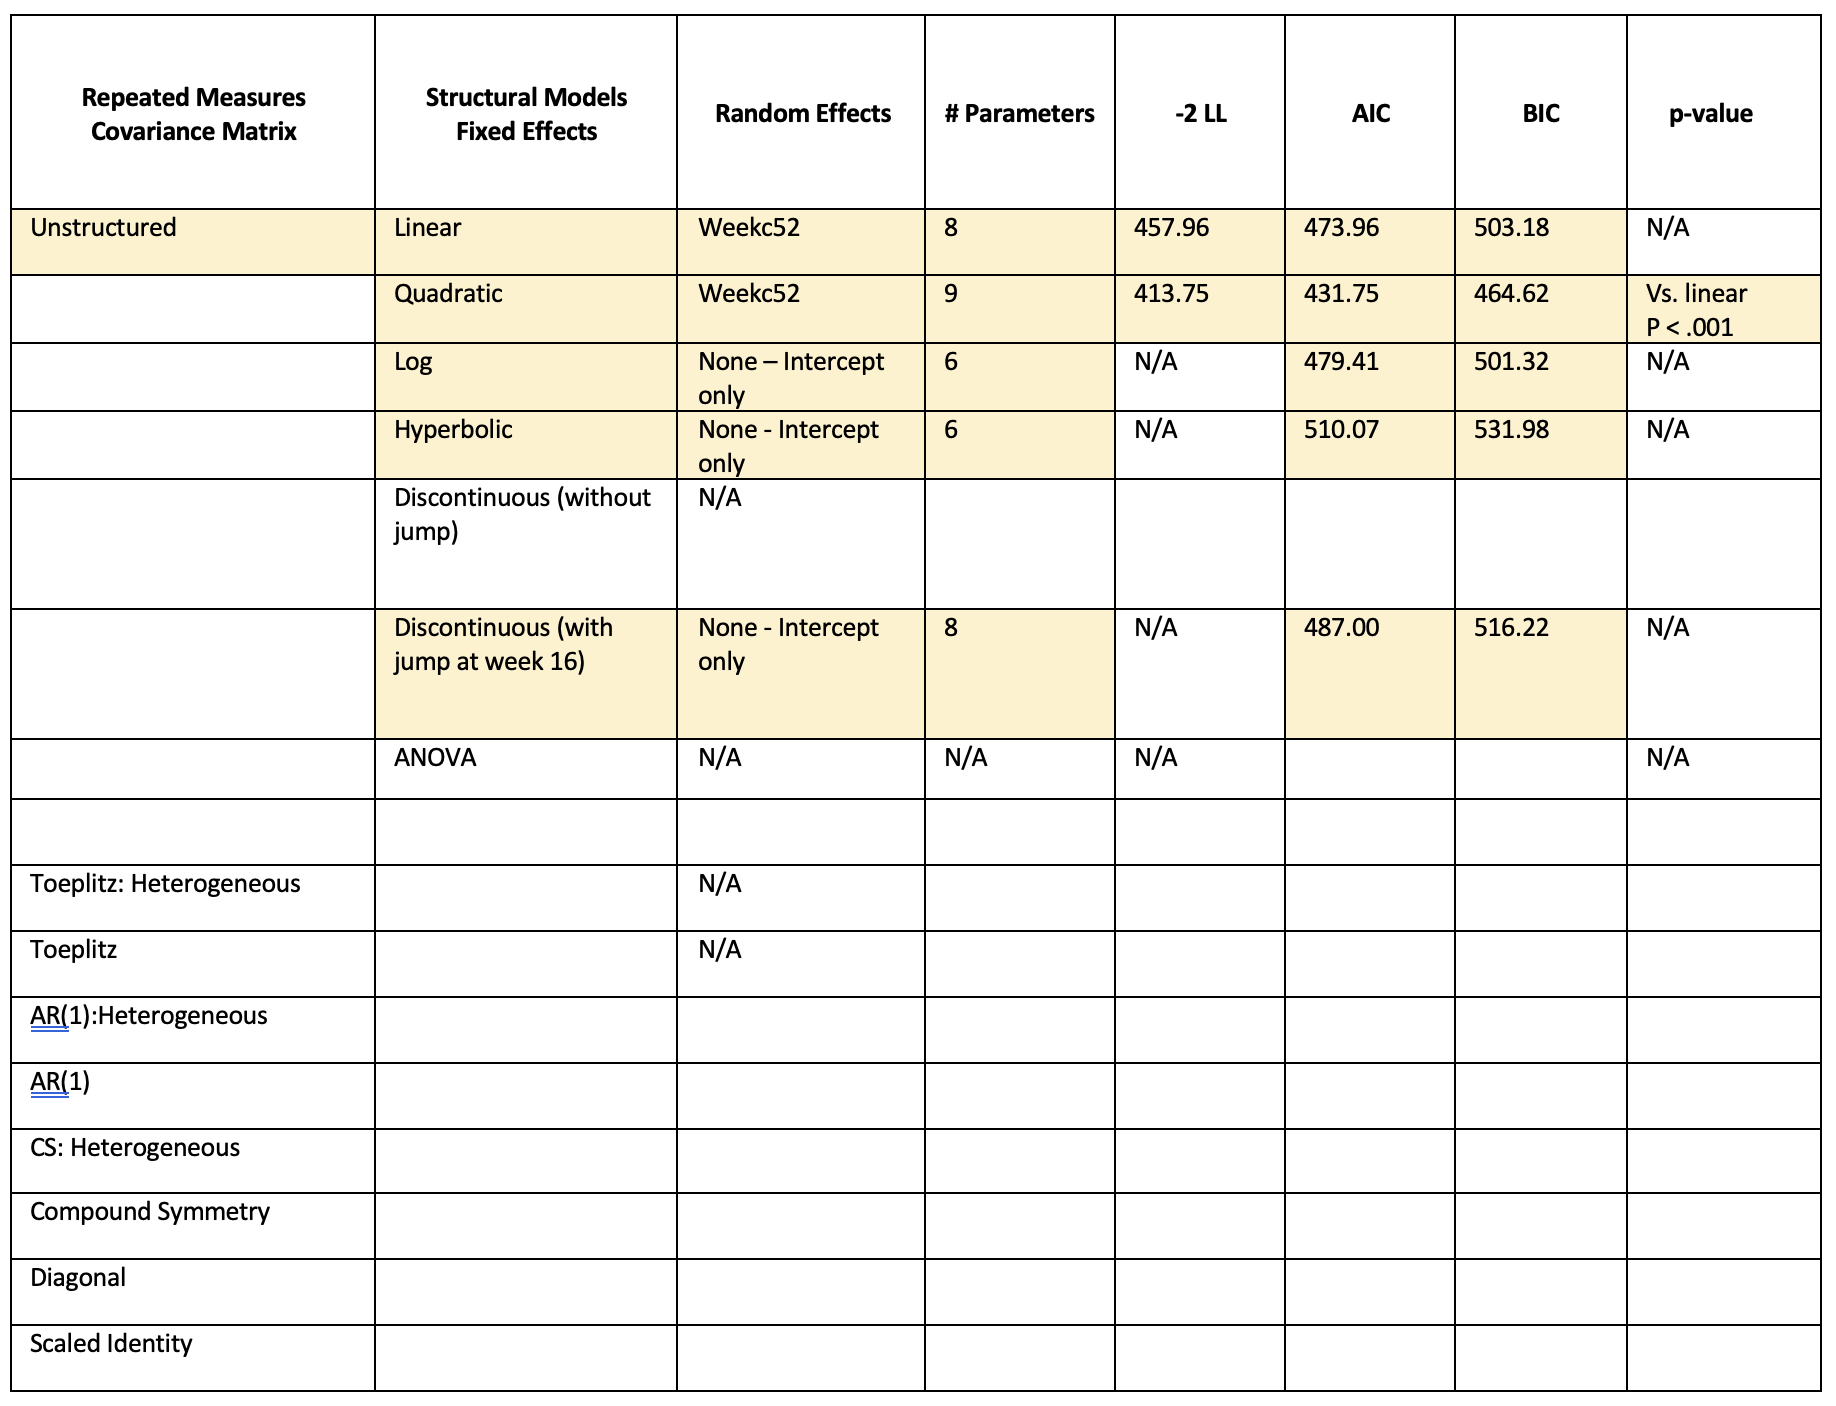 Repeated Measures
Covariance Matrix
Structural Models
Fixed Effects
Random Effects
# Parameters
-2 LL
AIC
BIC
p-value
Unstructured
Linear
Weekc52
8
457.96
473.96
503.18
N/A
Quadratic
Weekc52
9
413.75
431.75
464.62
Vs. linear
P < .001
Log
None – Intercept
only
6
N/A
479.41
501.32
N/A
Hyperbolic
None - Intercept
only
6
N/A
510.07
531.98
N/A
Discontinuous (without
jump)
N/A
Discontinuous (with
jump at week 16)
None - Intercept
only
8
N/A
487.00
516.22
N/A
ANOVA
N/A
N/A
N/A
N/A
Toeplitz: Heterogeneous
N/A
Toeplitz
N/A
AR(1):Heterogeneous
AR(1)
CS: Heterogeneous
Compound Symmetry
Diagonal
Scaled Identity